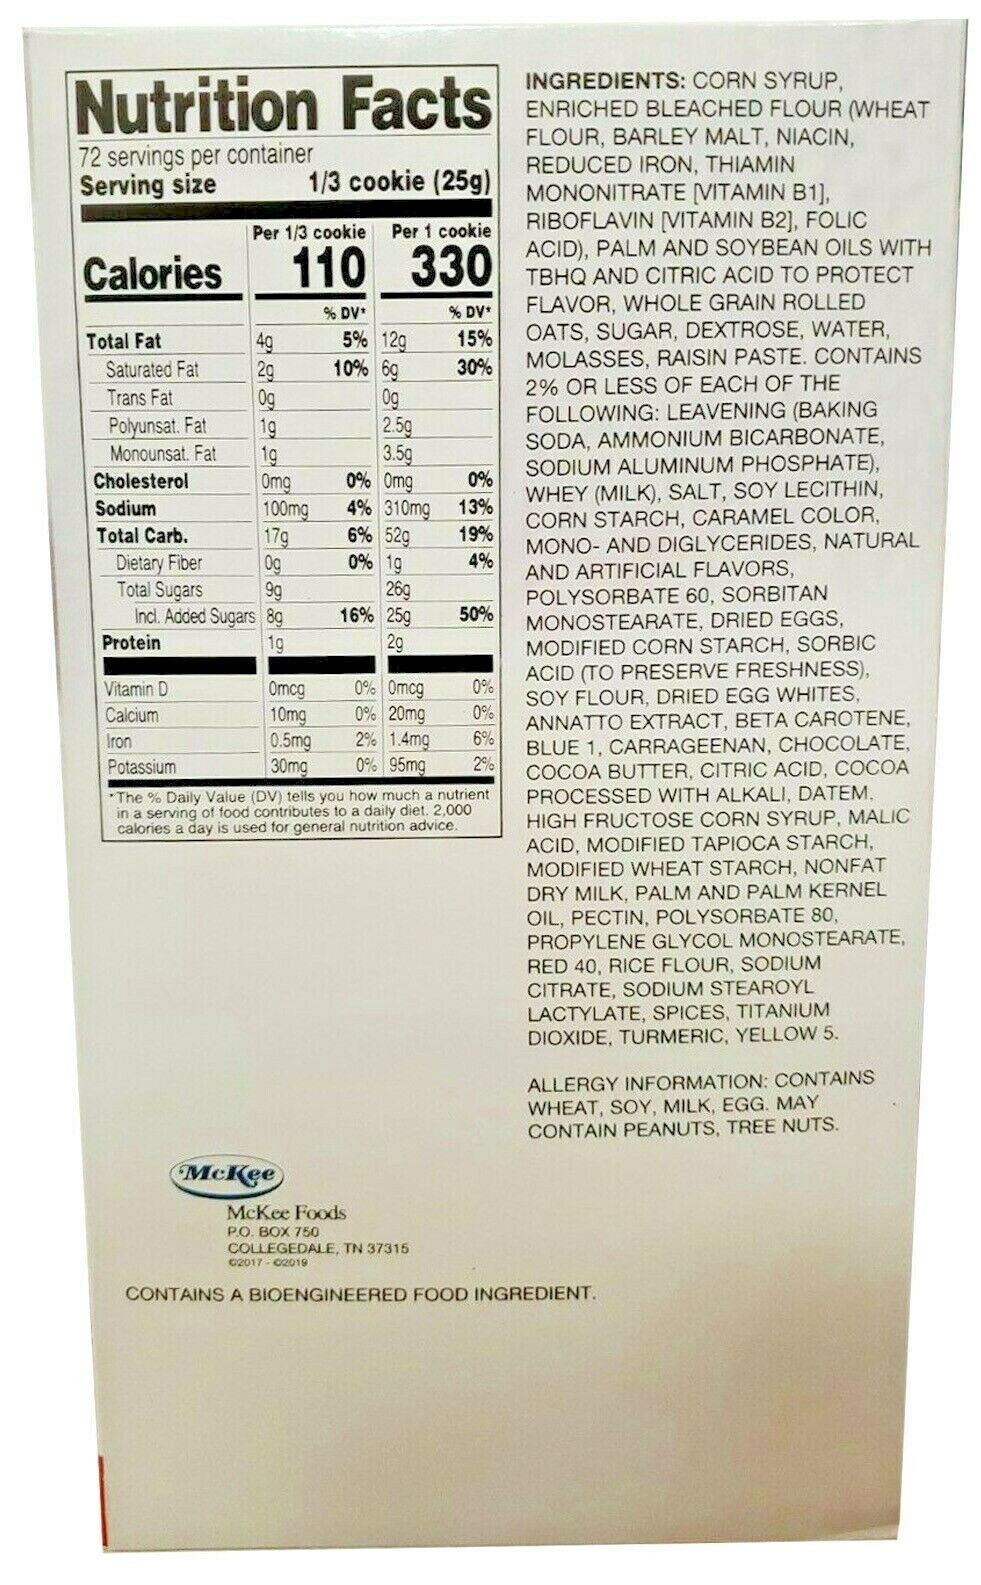 Nutrition Facts
72 servings per container
Serving size 1/3 cookie (25g)
Per 1/3 cookie Per 1 cookie
Calories 110 330
% DV* % DV*
Total Fat 4g 5% 12g 15%
Saturated Fat 2g 10% 6g 30%
Trans Fat 0g 0g
Polyunsat. Fat 1g 2.5g
Monounsat. Fat 1g 3.5g
Cholesterol 0mg 0% 0mg 0%
Sodium 100mg 4% 310mg 13%
Total Carb. 17g 6% 52g 19%
Dietary Fiber 0g 0% 1g 4%
Total Sugars 9g 26g
Incl. Added Sugars 8g 16% 25g 50%
Protein 1g 2g
Vitamin D 0mcg 0% 0mcg 0%
Calcium 10mg 0% 20mg 0%
Iron 0.5mg 2% 1.4mg 6%
Potassium 30mg 0% 95mg 2%
*The % Daily Value (DV) tells you how much a nutrient
in a serving of food contributes to a daily diet. 2,000
calories a day is used for general nutrition advice.
INGREDIENTS: CORN SYRUP,
ENRICHED BLEACHED FLOUR (WHEAT
FLOUR, BARLEY MALT, NIACIN,
REDUCED IRON, THIAMIN
MONONITRATE [VITAMIN B1],
RIBOFLAVIN [VITAMIN B2], FOLIC
ACID), PALM AND SOYBEAN OILS WITH
TBHQ AND CITRIC ACID TO PROTECT
FLAVOR, WHOLE GRAIN ROLLED
OATS, SUGAR, DEXTROSE, WATER,
MOLASSES, RAISIN PASTE. CONTAINS
2% OR LESS OF EACH OF THE
FOLLOWING: LEAVENING (BAKING
SODA, AMMONIUM BICARBONATE,
SODIUM ALUMINUM PHOSPHATE),
WHEY (MILK), SALT, SOY LECITHIN,
CORN STARCH, CARAMEL COLOR,
MONO- AND DIGLYCERIDES, NATURAL
AND ARTIFICIAL FLAVORS,
POLYSORBATE 60, SORBITAN
MONOSTEARATE, DRIED EGGS,
MODIFIED CORN STARCH, SORBIC
ACID (TO PRESERVE FRESHNESS),
SOY FLOUR, DRIED EGG WHITES,
ANNATTO EXTRACT, BETA CAROTENE,
BLUE 1, CARRAGEENAN, CHOCOLATE,
COCOA BUTTER, CITRIC ACID, COCOA
PROCESSED WITH ALKALI, DATEM,
HIGH FRUCTOSE CORN SYRUP, MALIC
ACID, MODIFIED TAPIOCA STARCH,
MODIFIED WHEAT STARCH, NONFAT
DRY MILK, PALM AND PALM KERNEL
OIL, PECTIN, POLYSORBATE 80,
PROPYLENE GLYCOL MONOSTEARATE,
RED 40, RICE FLOUR, SODIUM
CITRATE, SODIUM STEAROYL
LACTYLATE, SPICES, TITANIUM
DIOXIDE, TURMERIC, YELLOW 5.
ALLERGY INFORMATION: CONTAINS
WHEAT, SOY, MILK, EGG. MAY
CONTAIN PEANUTS, TREE NUTS.
McKee
McKee Foods
P.O. BOX 750
COLLEGEDALE, TN 37315
©2017 - ©2019
CONTAINS A BIOENGINEERED FOOD INGREDIENT.